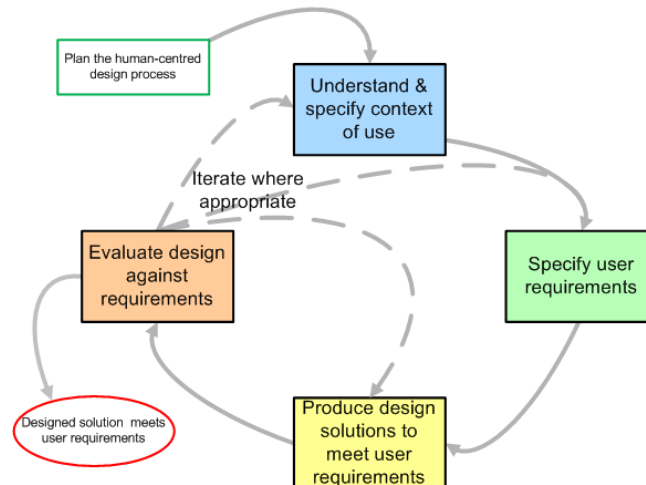 Plan the human-centred
design process
Understand &
specify context
of use
Iterate where
appropriate
Evaluate design
against
requirements
Specify user
requirements
Designed solution meets
user requirements
Produce design
solutions to
meet user
requirements